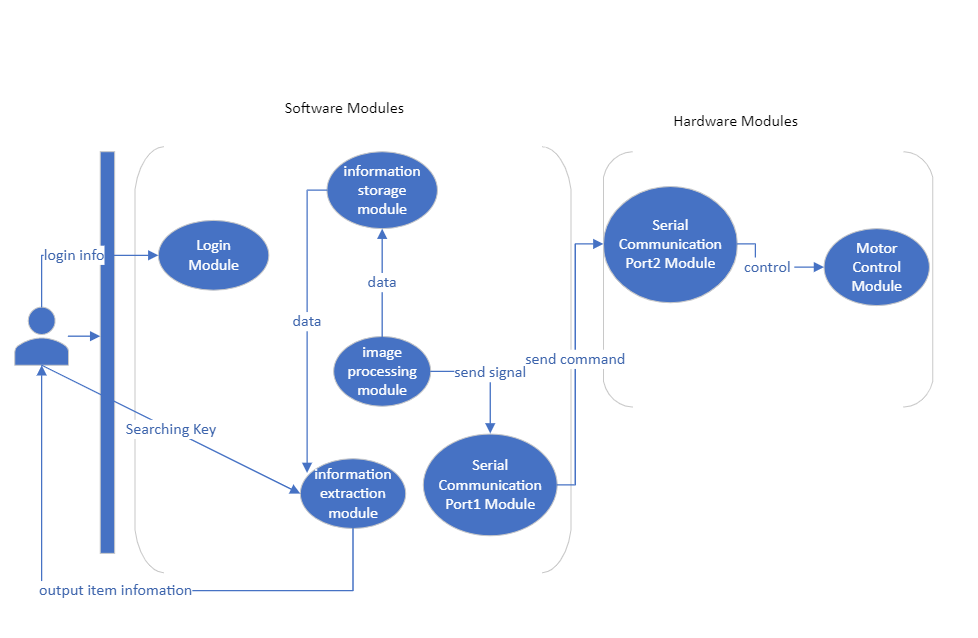 Software Modules
Hardware Modules
information
storage
module
Login
Module
login info
data
data
image
processing
module
send signal
send command
Serial
Communication
Port2 Module
control
Motor
Control
Module
Searching Key
information
extraction
module
Serial
Communication
Port1 Module
output item infomation